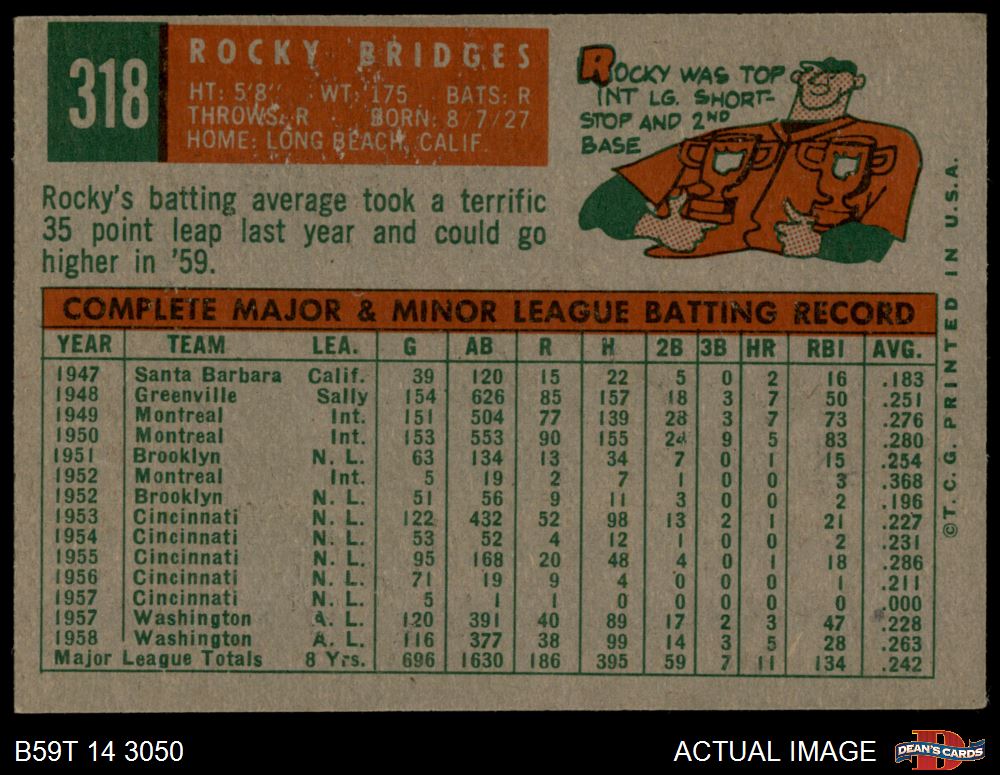 318
ROCKY BRIDGES
HT: 5'8" WT: 175 BATS: R
THROWS: R BORN: 8/7/27
HOME: LONG BEACH, CALIF.
ROCKY WAS TOP
INT LG. SHORT-
STOP AND 2ND
BASE
Rocky's batting average took a terrific
35 point leap last year and could go
higher in '59.
COMPLETE MAJOR & MINOR LEAGUE BATTING RECORD
YEAR TEAM LEA. G AB R H 2B 3B HR RBI AVG.
1947 Santa Barbara Calif. 39 120 15 22 5 0 2 16 .183
1948 Greenville Sally 154 626 85 157 18 3 7 50 .251
1949 Montreal Int. 151 504 77 139 28 3 7 73 .276
1950 Montreal Int. 153 553 90 155 24 9 5 83 .280
1951 Brooklyn N. L. 63 134 13 34 7 0 1 15 .254
1952 Montreal Int. 5 19 2 7 1 0 0 3 .368
1952 Brooklyn N. L. 51 56 9 11 3 0 0 2 .196
1953 Cincinnati N. L. 122 432 52 98 13 2 1 21 .227
1954 Cincinnati N. L. 53 52 4 12 1 0 0 2 .231
1955 Cincinnati N. L. 95 168 20 48 4 0 1 18 .286
1956 Cincinnati N. L. 71 19 9 4 0 0 0 1 .211
1957 Cincinnati N. L. 5 1 1 0 0 0 0 0 .000
1957 Washington A. L. 120 391 40 89 17 2 3 47 .228
1958 Washington A. L. 116 377 38 99 14 3 5 28 .263
Major League Totals 8 Yrs. 696 1630 186 395 59 7 11 134 .242
©T. C. G. PRINTED IN U.S.A.
B59T 14 3050
ACTUAL IMAGE
DEAN'S CARDS